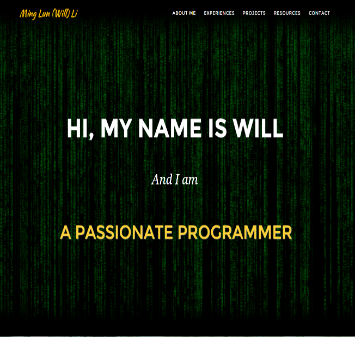 Ming Lun (Will) Li
ABOUT ME EXPERIENCES PROJECTS RESOURCES CONTACT
HI, MY NAME IS WILL
And I am
A PASSIONATE PROGRAMMER